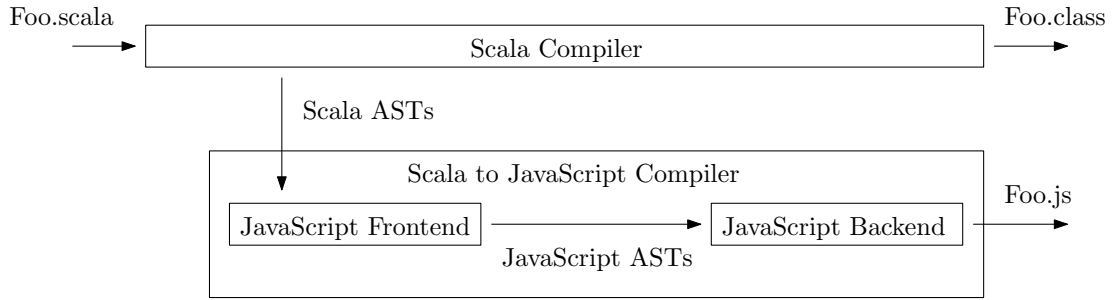 Foo.scala
Foo.class
Scala Compiler
Scala ASTs
Scala to JavaScript Compiler
JavaScript Frontend
JavaScript Backend
Foo.js
JavaScript ASTs